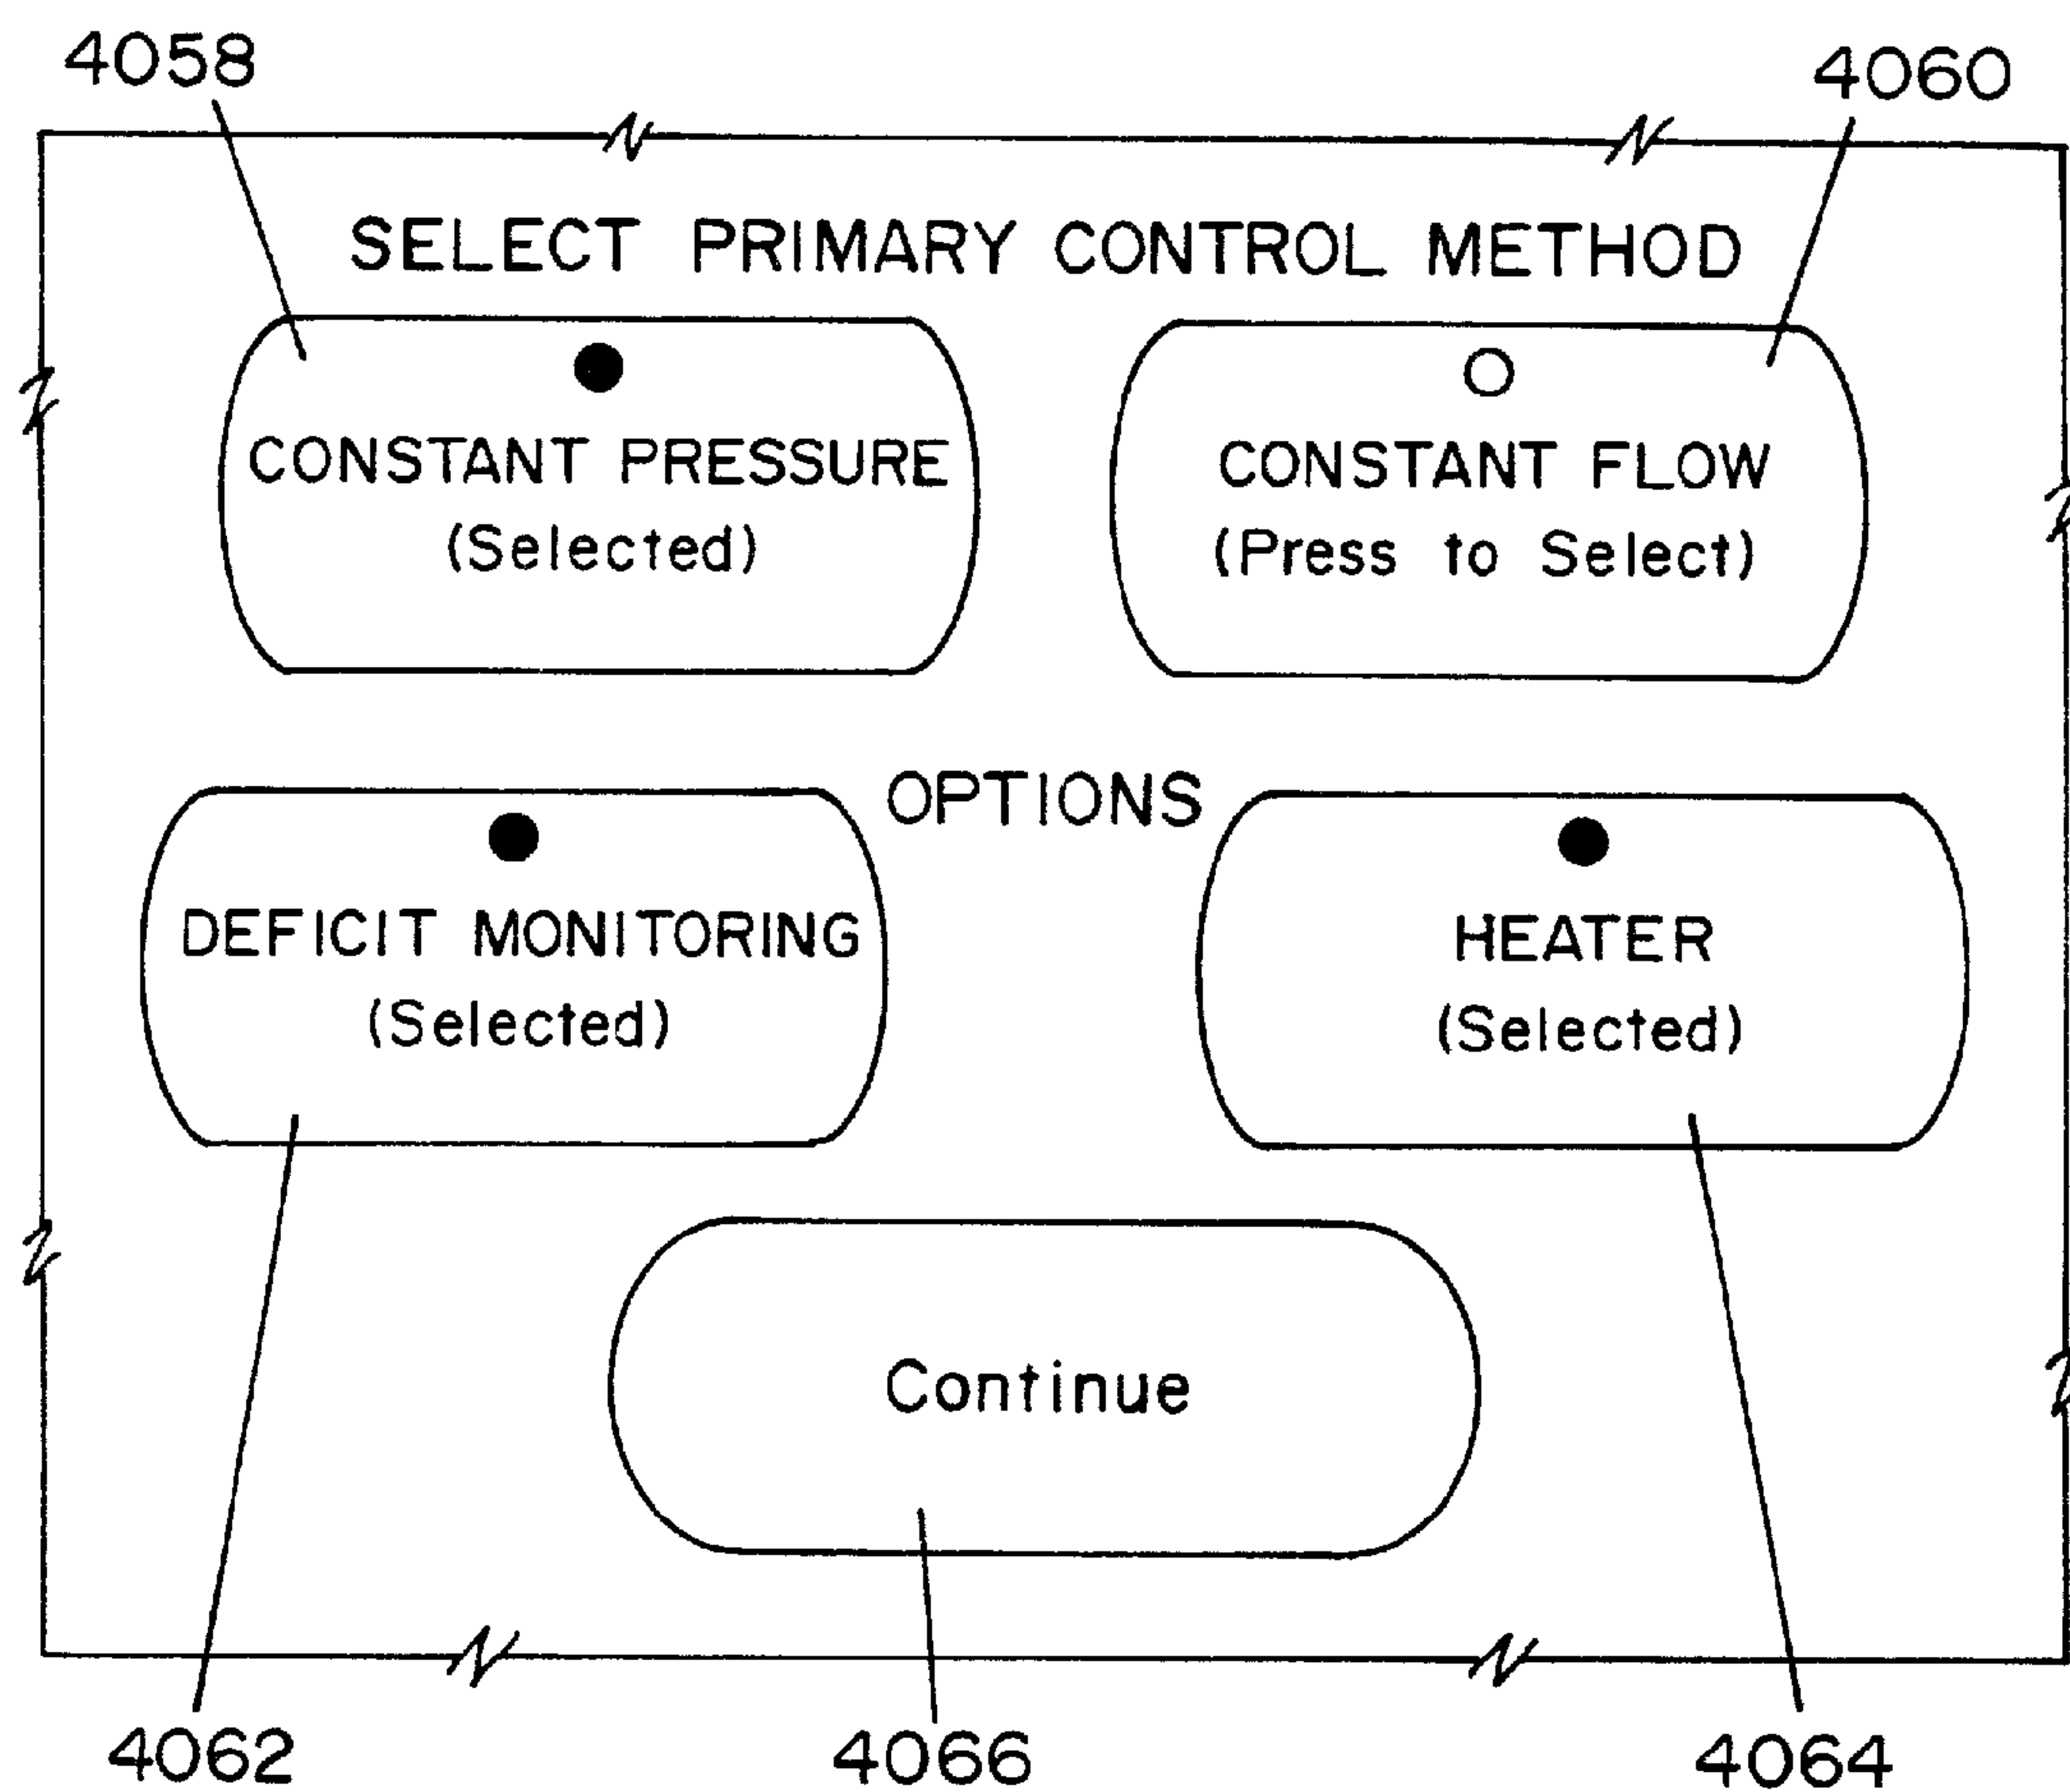 4058
4060
SELECT PRIMARY CONTROL METHOD
CONSTANT PRESSURE
(Selected)
CONSTANT FLOW
(Press to Select)
OPTIONS
DEFICIT MONITORING
(Selected)
HEATER
(Selected)
Continue
4062
4066
4064